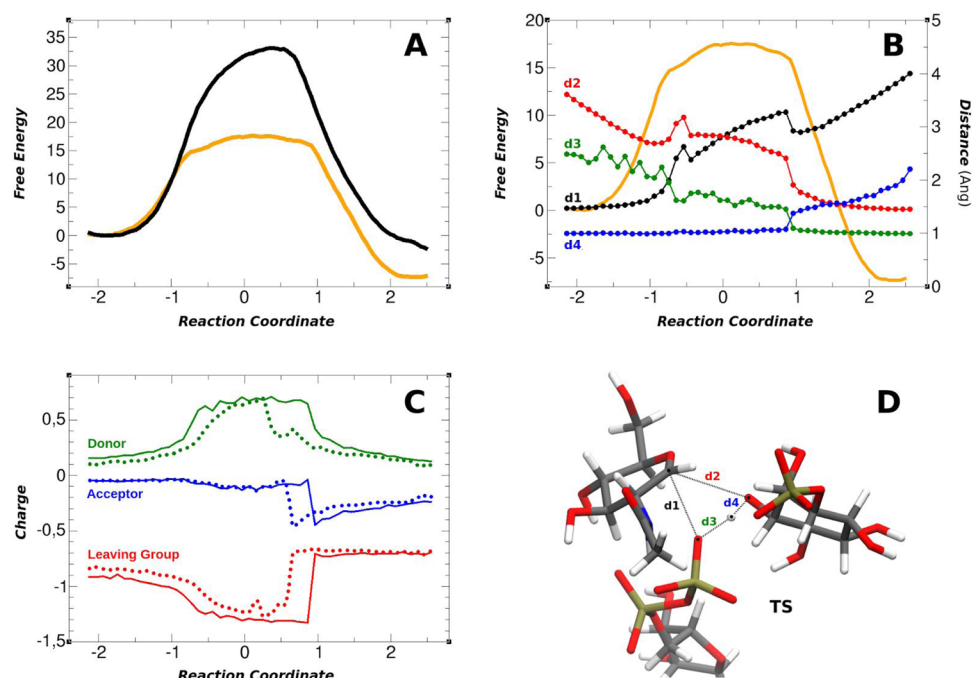 A
35
30
25
20
15
10
5
0
-5
Free Energy
-2
-1
0
1
2
Reaction Coordinate
B
20
15
10
5
0
-5
Free Energy
5
4
3
2
1
0
Distance (Ang)
d2
d3
d1
d4
-2
-1
0
1
2
Reaction Coordinate
C
0,5
0
-0,5
-1
-1,5
Charge
Donor
Acceptor
Leaving Group
-2
-1
0
1
2
Reaction Coordinate
D
d2
d1
d4
d3
TS